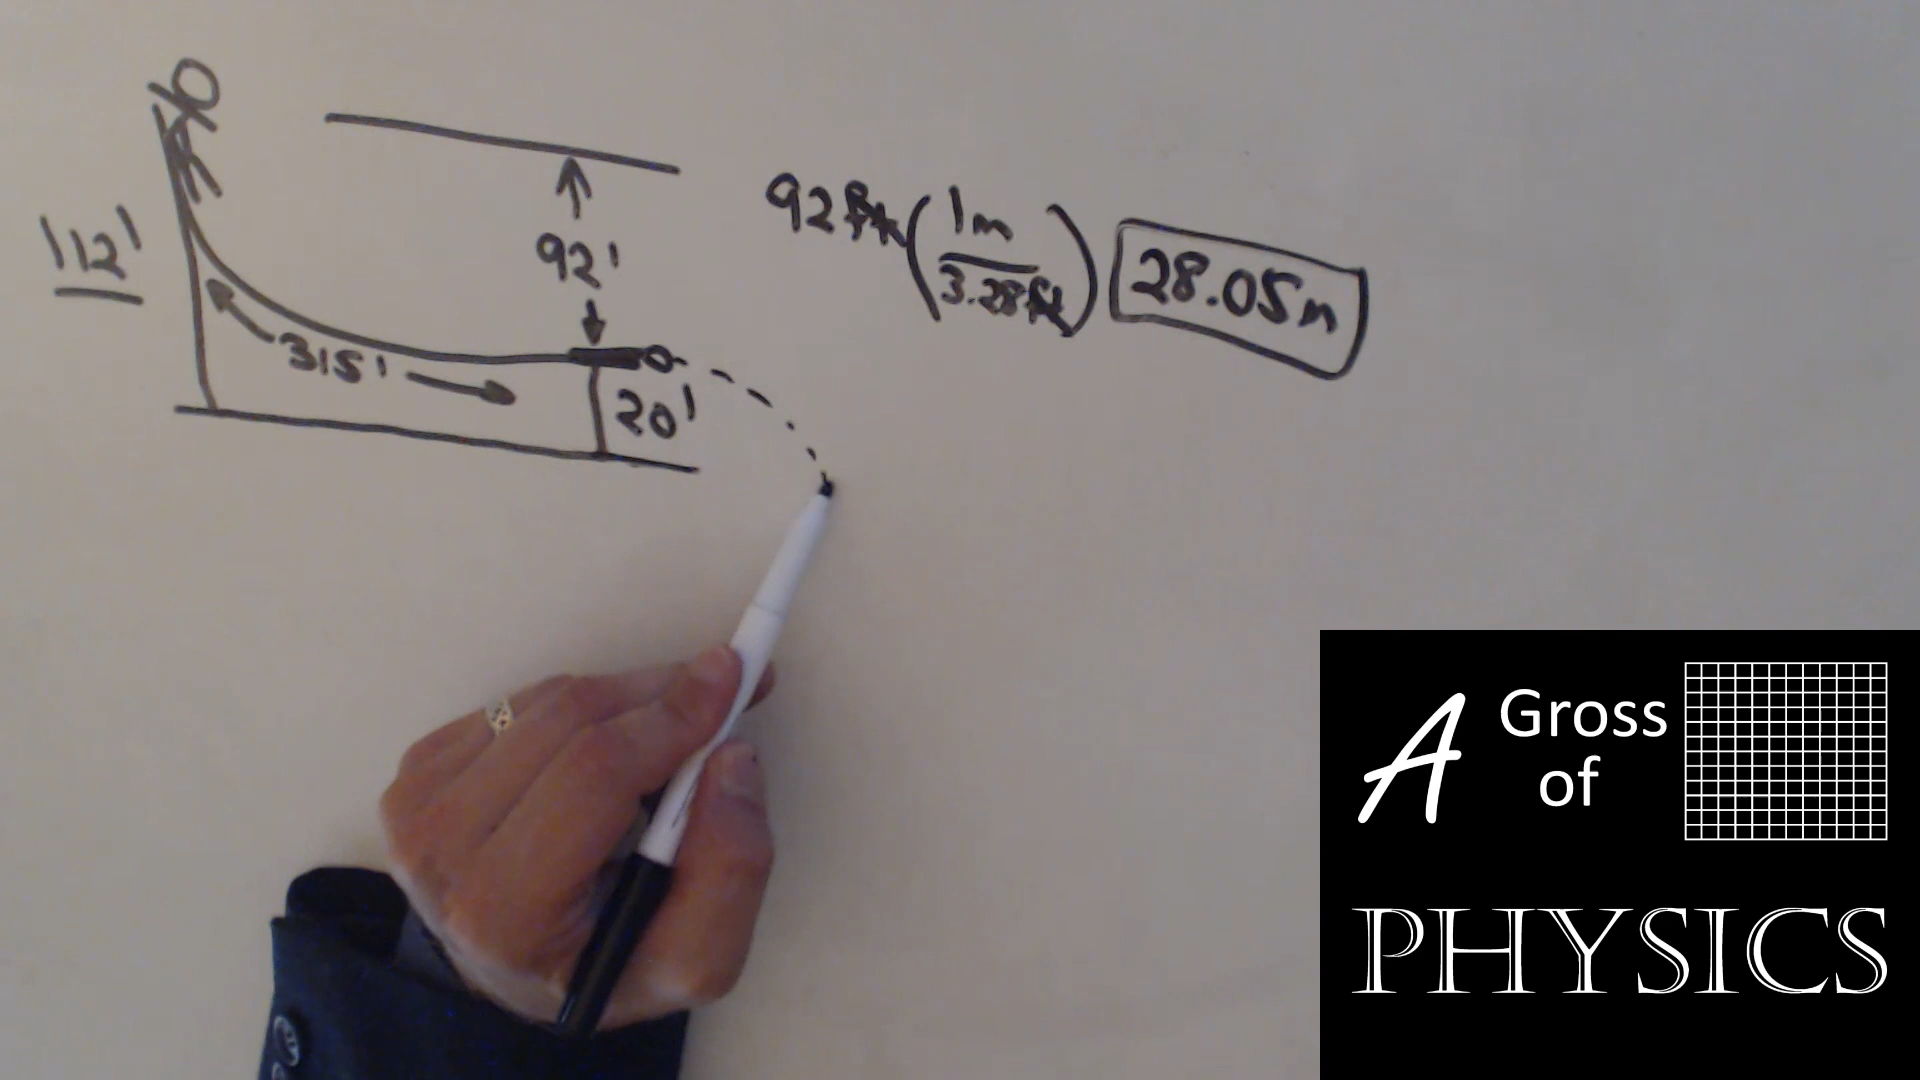 112'
92'
315'
20'
92 ft (1m / 3.28 ft) 28.05m
A Gross of
PHYSICS